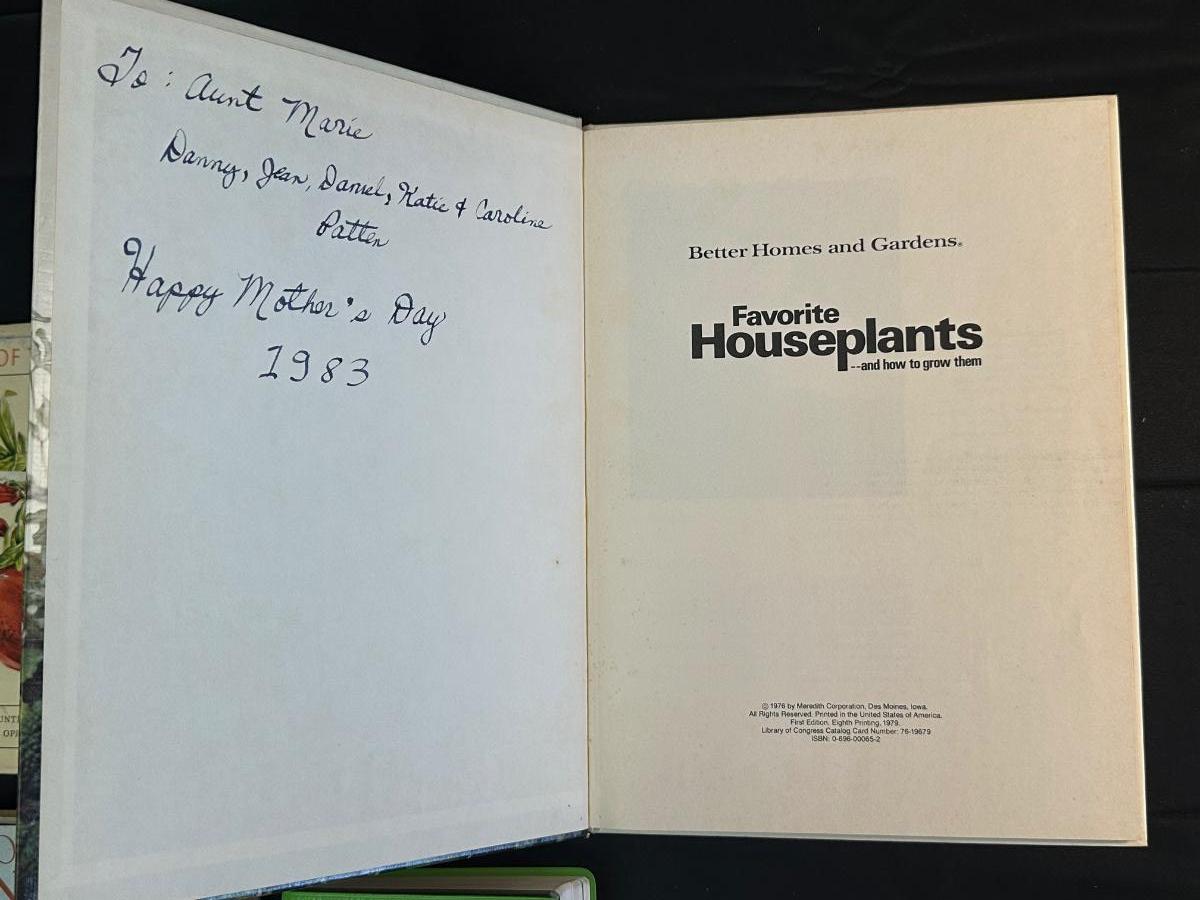 To: Aunt Marie
Danny, Jean, Daniel, Katie & Caroline
Patten
Happy Mother's Day
1983
Better Homes and Gardens®
Favorite
Houseplants
--and how to grow them
© 1976 by Meredith Corporation, Des Moines, Iowa.
All Rights Reserved. Printed in the United States of America.
First Edition. Eighth Printing, 1979.
Library of Congress Catalog Card Number: 76-19679
ISBN: 0-696-00065-2
OF